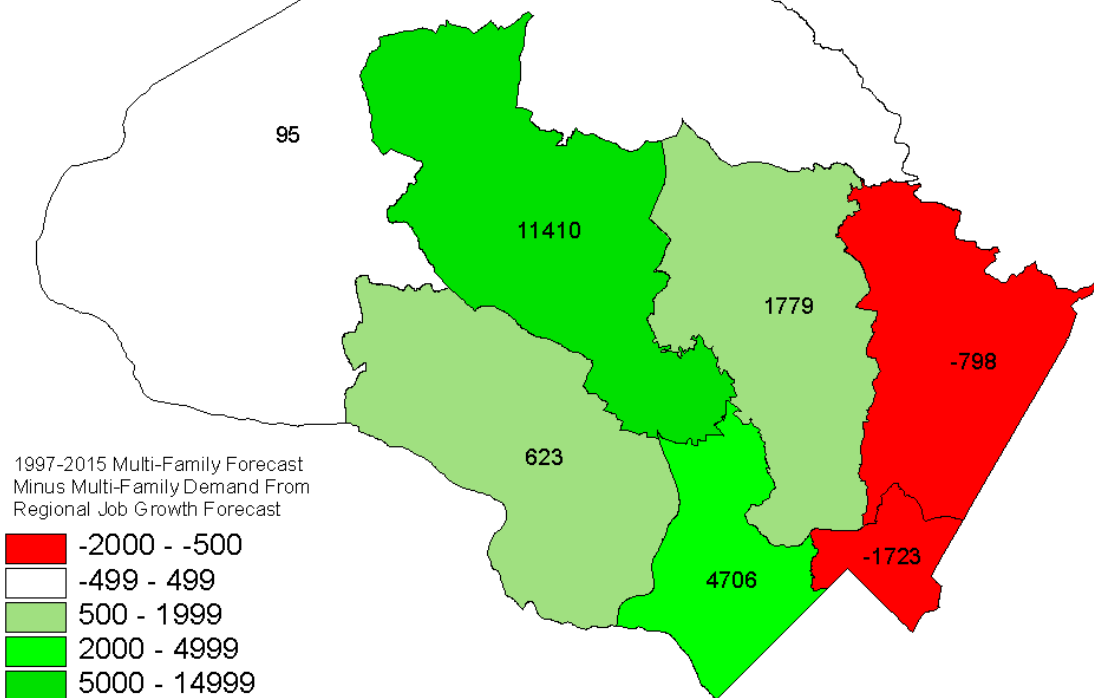 95
11410
1779
-798
623
4706
-1723
1997-2015 Multi-Family Forecast
Minus Multi-Family Demand From
Regional Job Growth Forecast
-2000 - -500
-499 - 499
500 - 1999
2000 - 4999
5000 - 14999